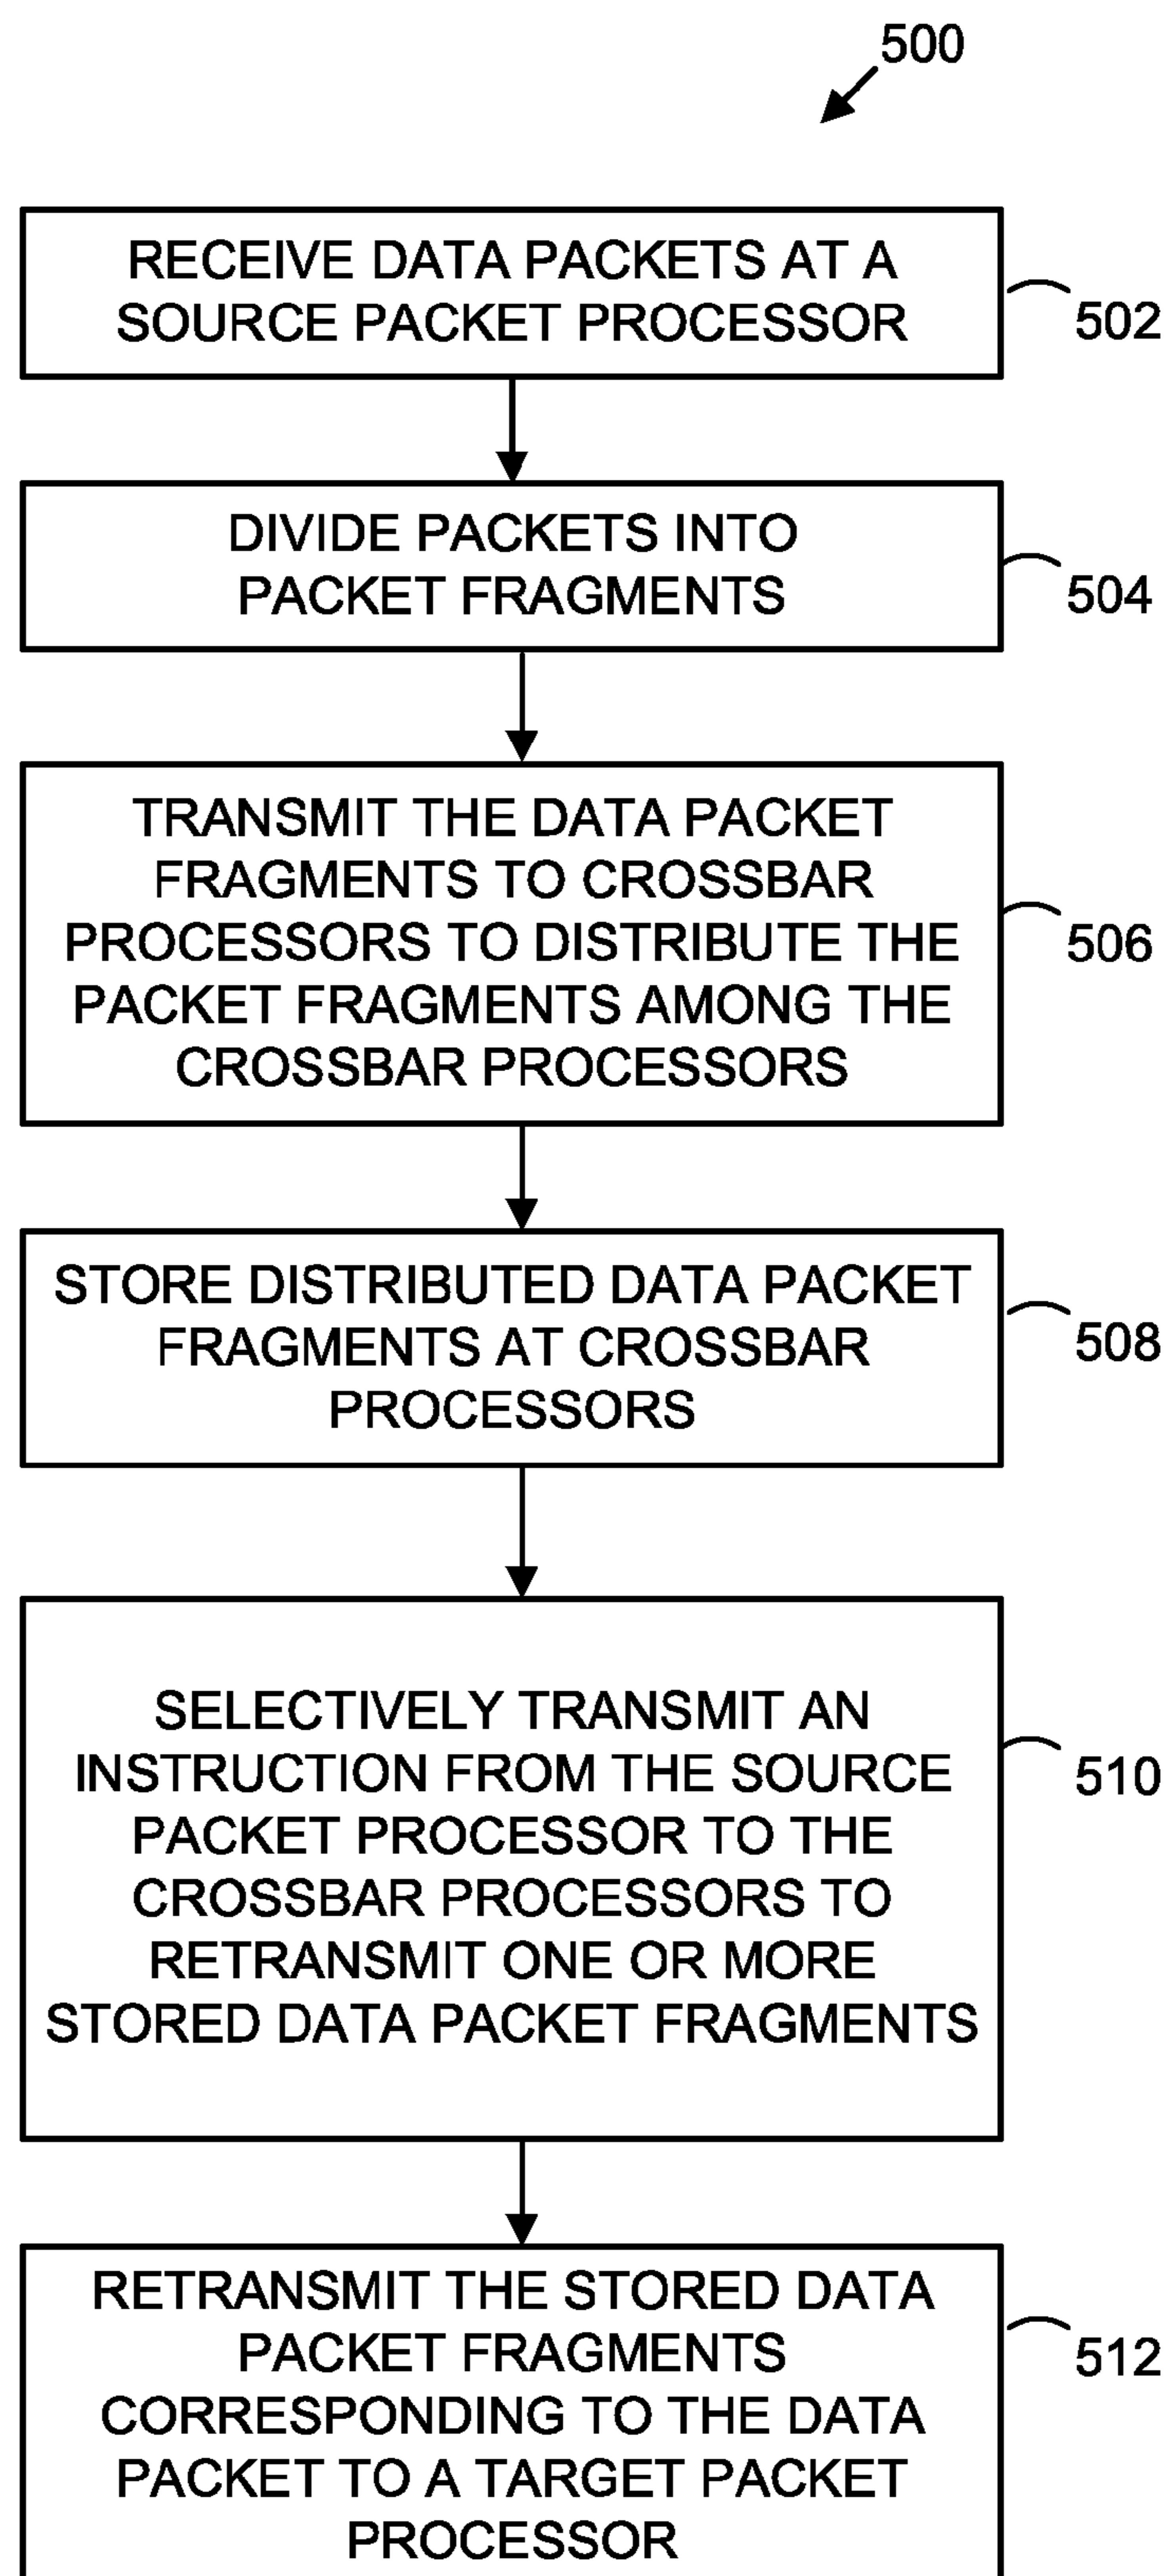 500
RECEIVE DATA PACKETS AT A
SOURCE PACKET PROCESSOR
502
DIVIDE PACKETS INTO
PACKET FRAGMENTS
504
TRANSMIT THE DATA PACKET
FRAGMENTS TO CROSSBAR
PROCESSORS TO DISTRIBUTE THE
PACKET FRAGMENTS AMONG THE
CROSSBAR PROCESSORS
506
STORE DISTRIBUTED DATA PACKET
FRAGMENTS AT CROSSBAR
PROCESSORS
508
SELECTIVELY TRANSMIT AN
INSTRUCTION FROM THE SOURCE
PACKET PROCESSOR TO THE
CROSSBAR PROCESSORS TO
RETRANSMIT ONE OR MORE
STORED DATA PACKET FRAGMENTS
510
RETRANSMIT THE STORED DATA
PACKET FRAGMENTS
CORRESPONDING TO THE DATA
PACKET TO A TARGET PACKET
PROCESSOR
512